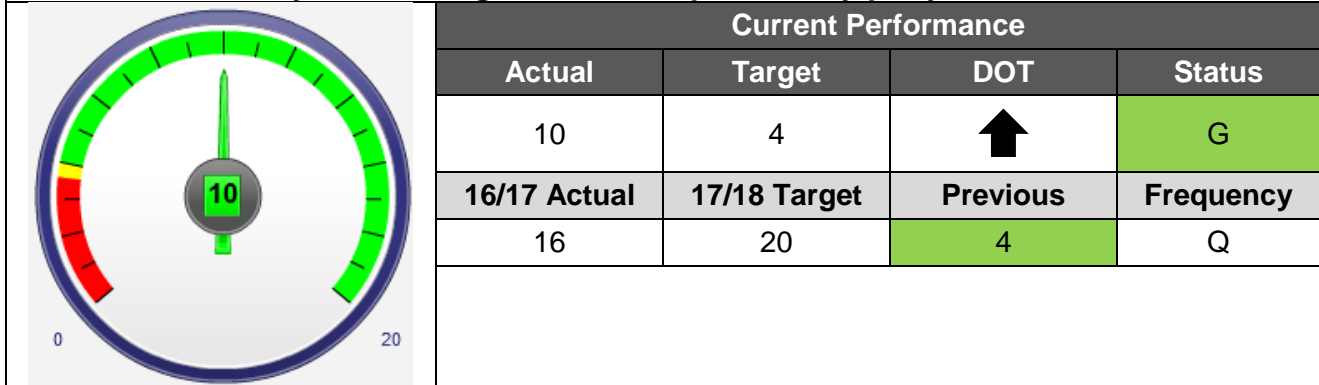 Current Performance
Actual Target DOT Status
10 4 G
16/17 Actual 17/18 Target Previous Frequency
16 20 4 Q
10
0 20